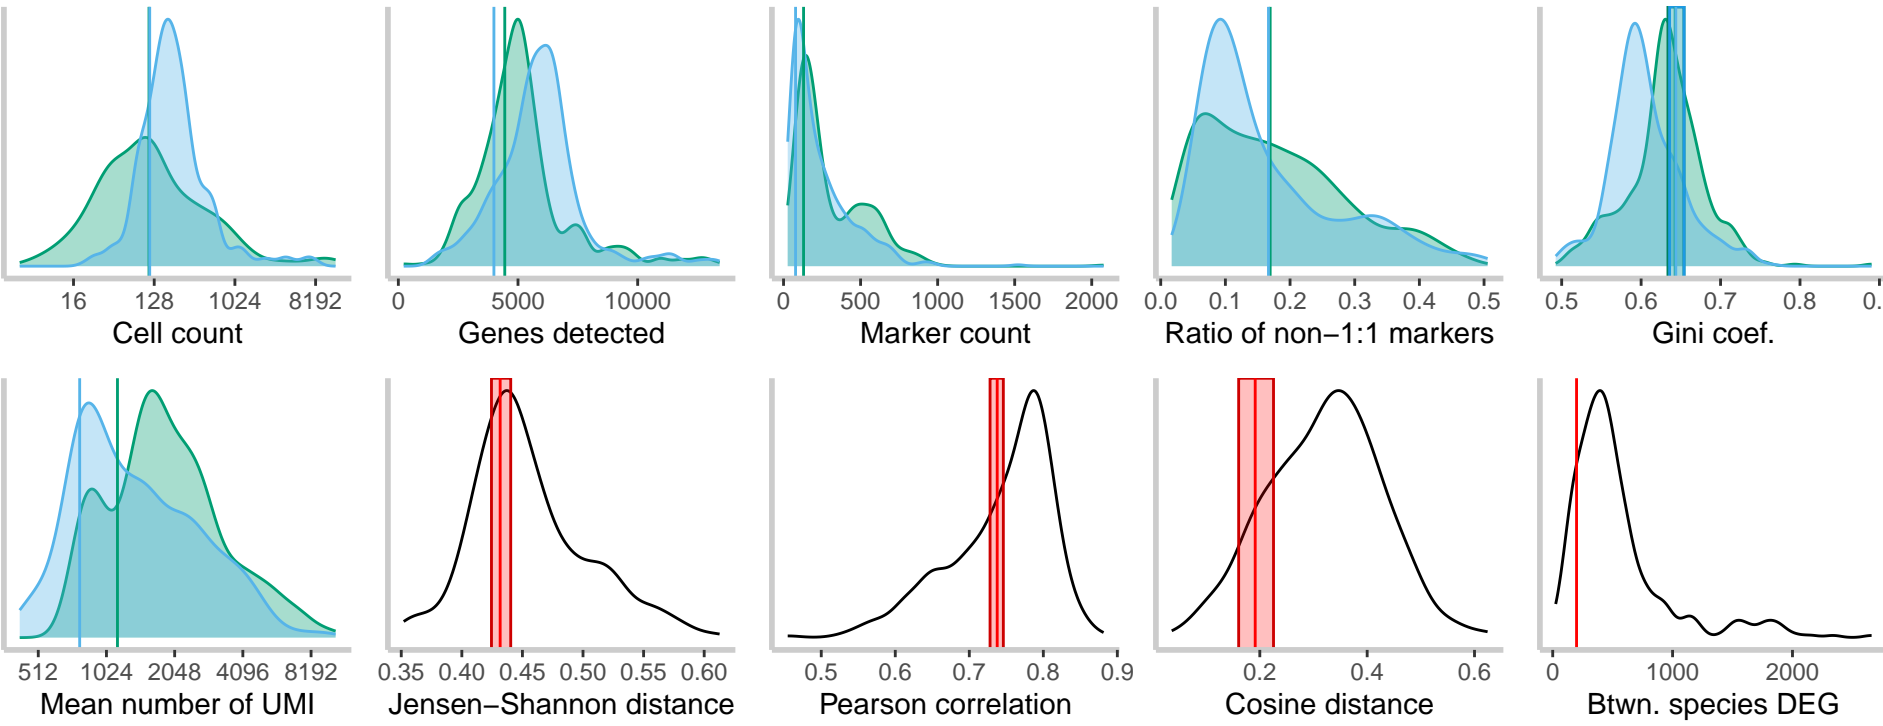 16 128 1024 8192
Cell count
0 5000 10000
Genes detected
0 500 1000 1500 2000
Marker count
0.0 0.1 0.2 0.3 0.4 0.5
Ratio of non−1:1 markers
0.5 0.6 0.7 0.8 0.
Gini coef.
512 1024 2048 4096 8192
Mean number of UMI
0.35 0.40 0.45 0.50 0.55 0.60
Jensen−Shannon distance
0.5 0.6 0.7 0.8 0.9
Pearson correlation
0.2 0.4 0.6
Cosine distance
0 1000 2000
Btwn. species DEG